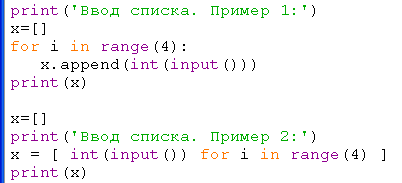 print('Ввод списка. Пример 1:')
x=[]
for i in range(4):
    x.append(int(input()))
print(x)

x=[]
print('Ввод списка. Пример 2:')
x = [ int(input()) for i in range(4) ]
print(x)